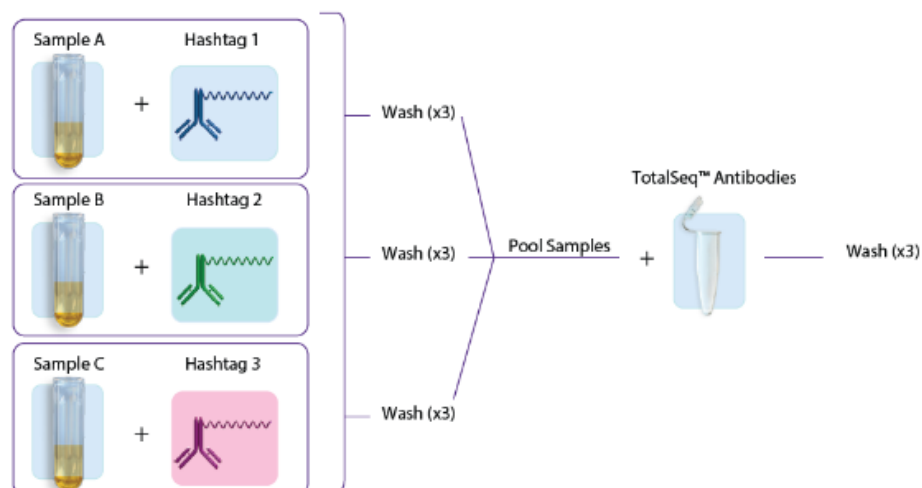 Sample A
Hashtag 1
+
Wash (x3)
Sample B
Hashtag 2
+
Wash (x3)
Pool Samples
+
TotalSeq™ Antibodies
Wash (x3)
Sample C
Hashtag 3
+
Wash (x3)